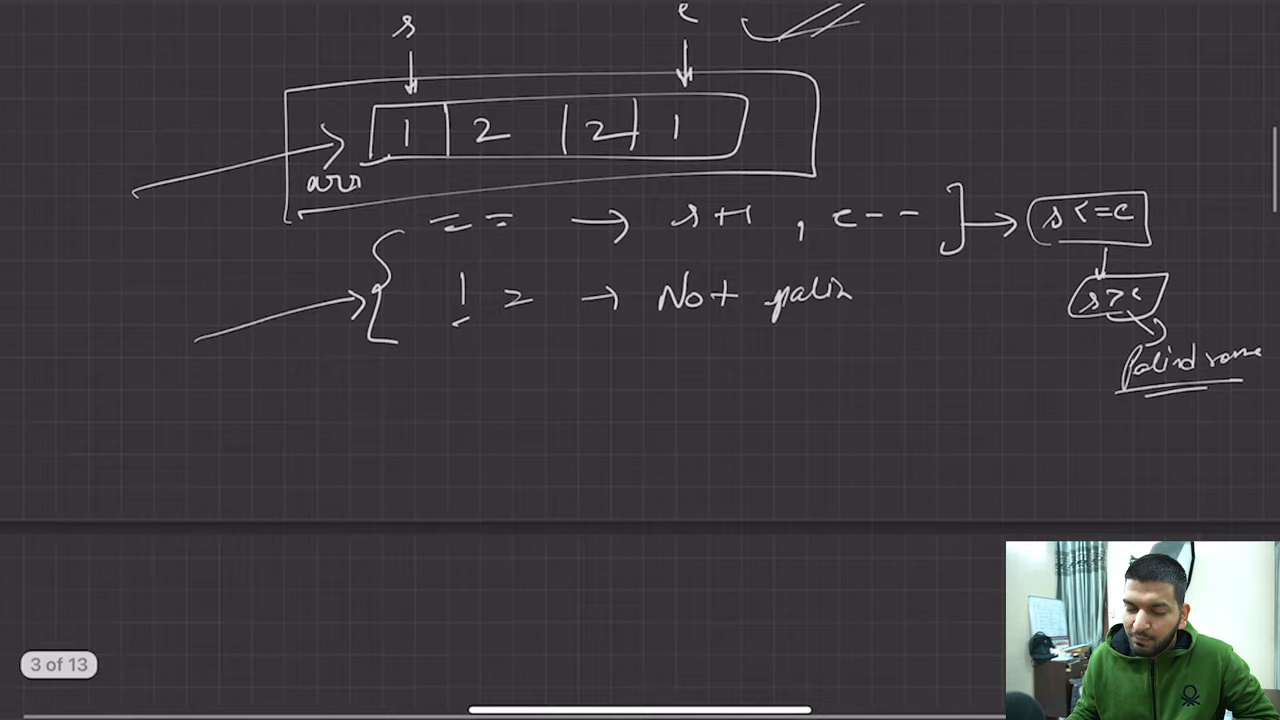 s e
1 2 2 1
arr
== → s++, e-- ] → s<=e
!= → Not palin
s>e
Palindrome
3 of 13